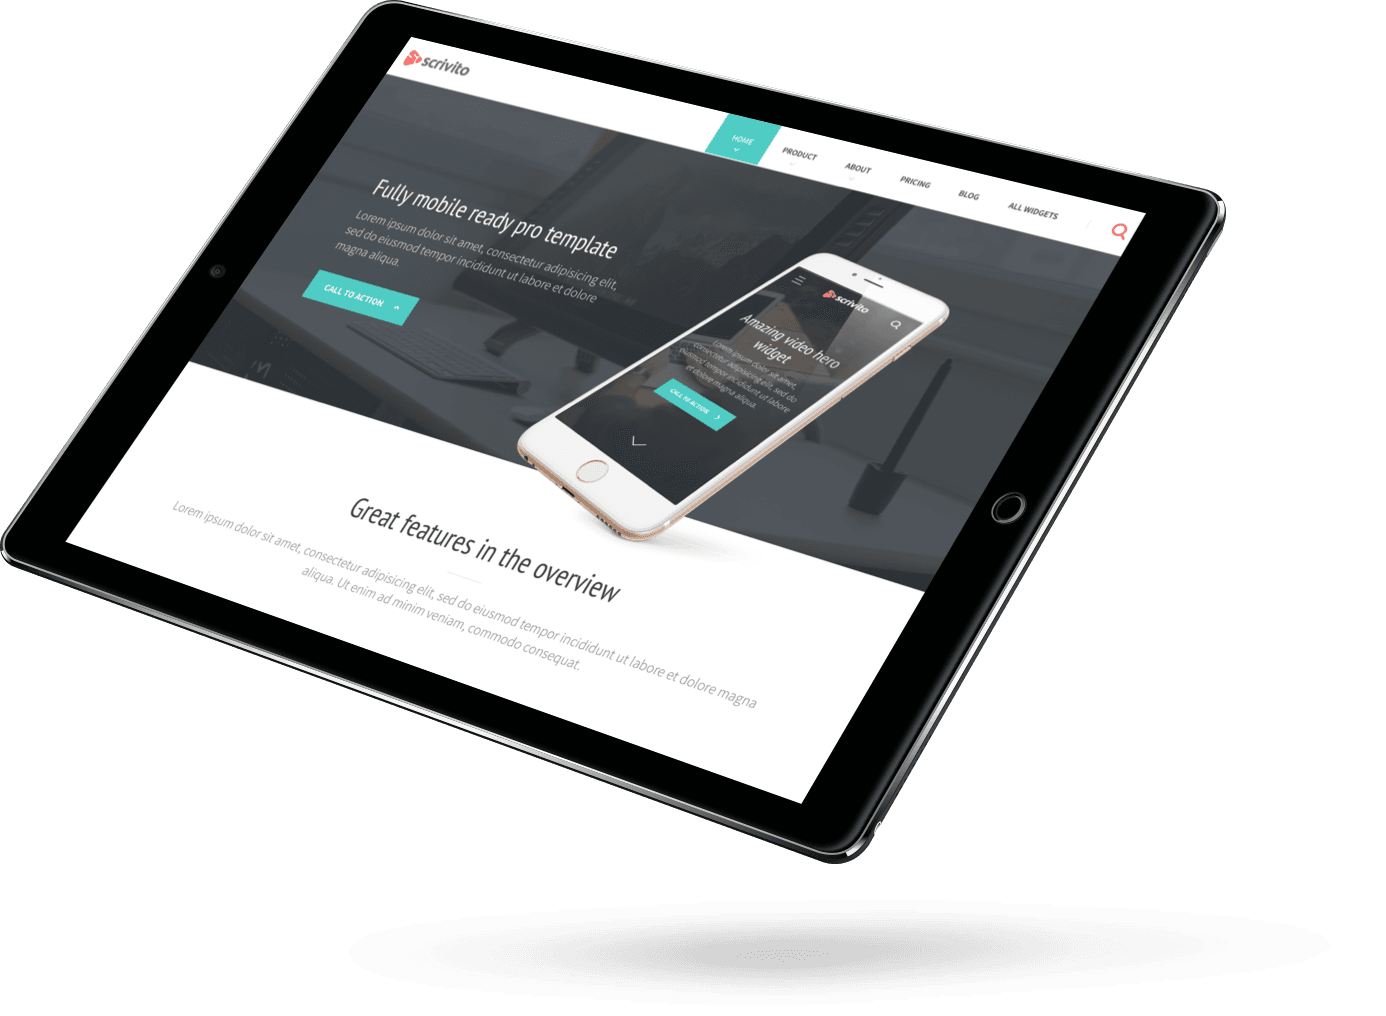 scrivito
HOME
PRODUCT
ABOUT
PRICING
BLOG
ALL WIDGETS
Fully mobile ready pro template
Lorem ipsum dolor sit amet, consectetur adipisicing elit,
sed do eiusmod tempor incididunt ut labore et dolore
magna aliqua.
CALL TO ACTION
scrivito
Amazing video hero
widget
Lorem ipsum dolor sit amet,
consectetur adipisicing elit, sed do
eiusmod tempor incididunt ut labore
et dolore magna aliqua.
CALL TO ACTION
Great features in the overview
Lorem ipsum dolor sit amet, consectetur adipisicing elit, sed do eiusmod tempor incididunt ut labore et dolore magna
aliqua. Ut enim ad minim veniam, commodo consequat.